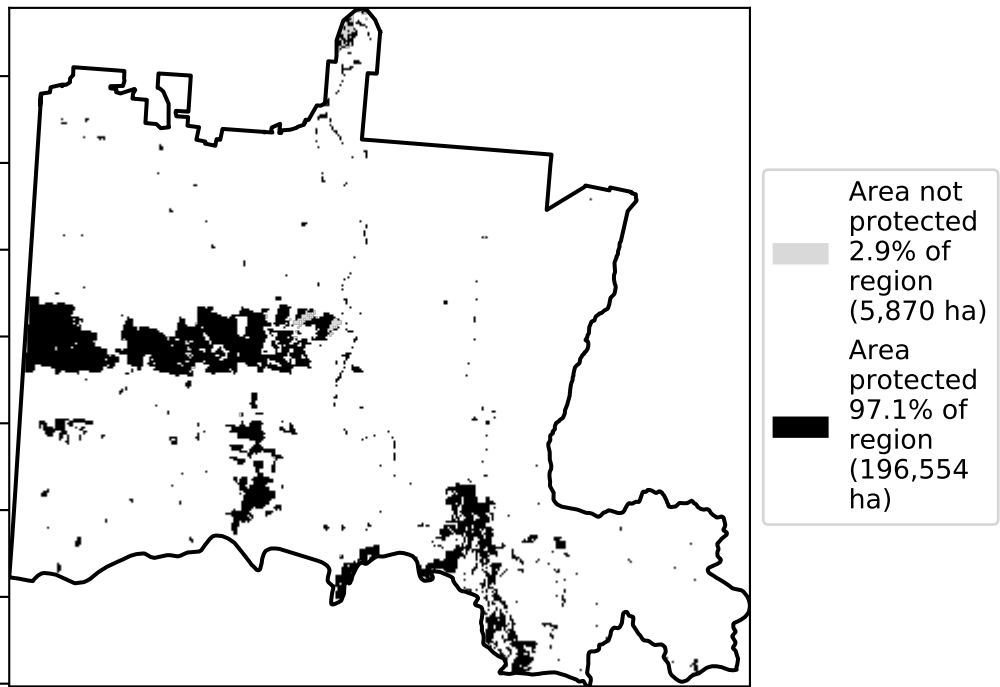 Area not
protected
2.9% of
region
(5,870 ha)
Area
protected
97.1% of
region
(196,554
ha)